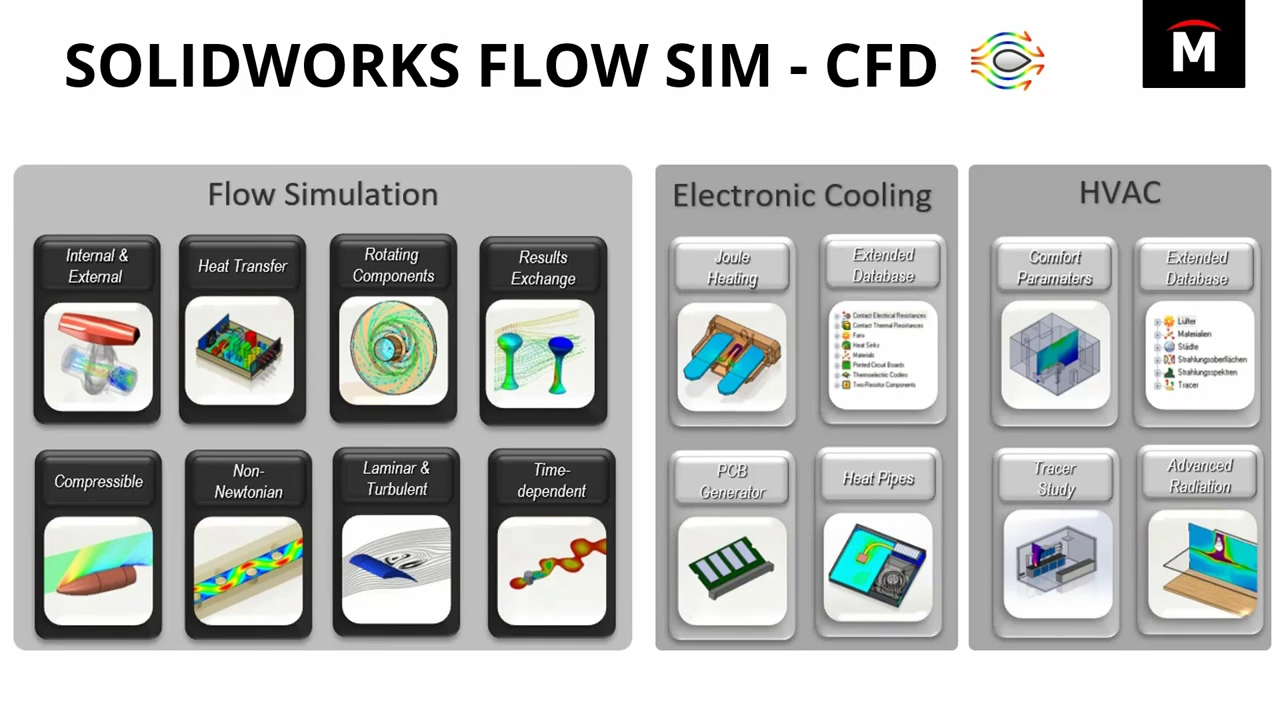 SOLIDWORKS FLOW SIM - CFD
M
Flow Simulation
Internal &
External
Heat Transfer
Rotating
Components
Results
Exchange
Compressible
Non-
Newtonian
Laminar &
Turbulent
Time-
dependent
Electronic Cooling
Joule
Heating
Extended
Database
Contact Electrical Resistances
Contact Thermal Resistances
Fans
Heat Sinks
Materials
Printed Circuit Boards
Thermoelectric Coolers
Two-Resistor Components
PCB
Generator
Heat Pipes
HVAC
Comfort
Paramaters
Extended
Database
Lüfter
Materialien
Städte
Strahlungsoberflächen
Strahlungsspektren
Tracer
Tracer
Study
Advanced
Radiation